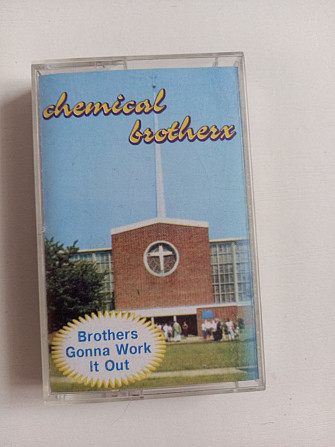 chemical
brotherx
Brothers
Gonna Work
It Out